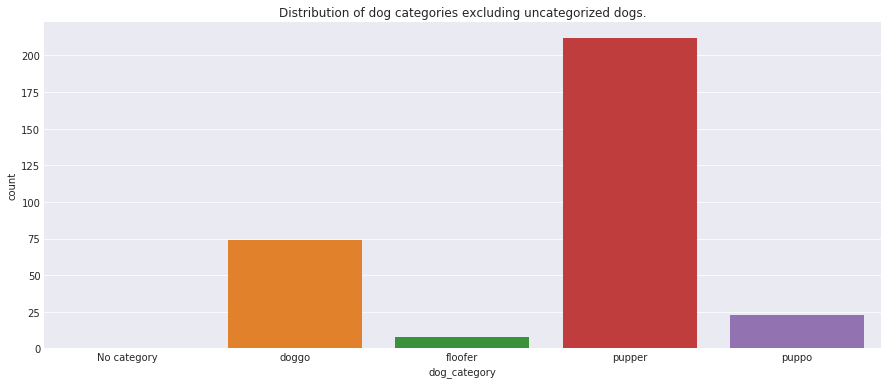 Distribution of dog categories excluding uncategorized dogs.
count
200
175
150
125
100
75
50
25
0
No category doggo floofer pupper puppo
dog_category